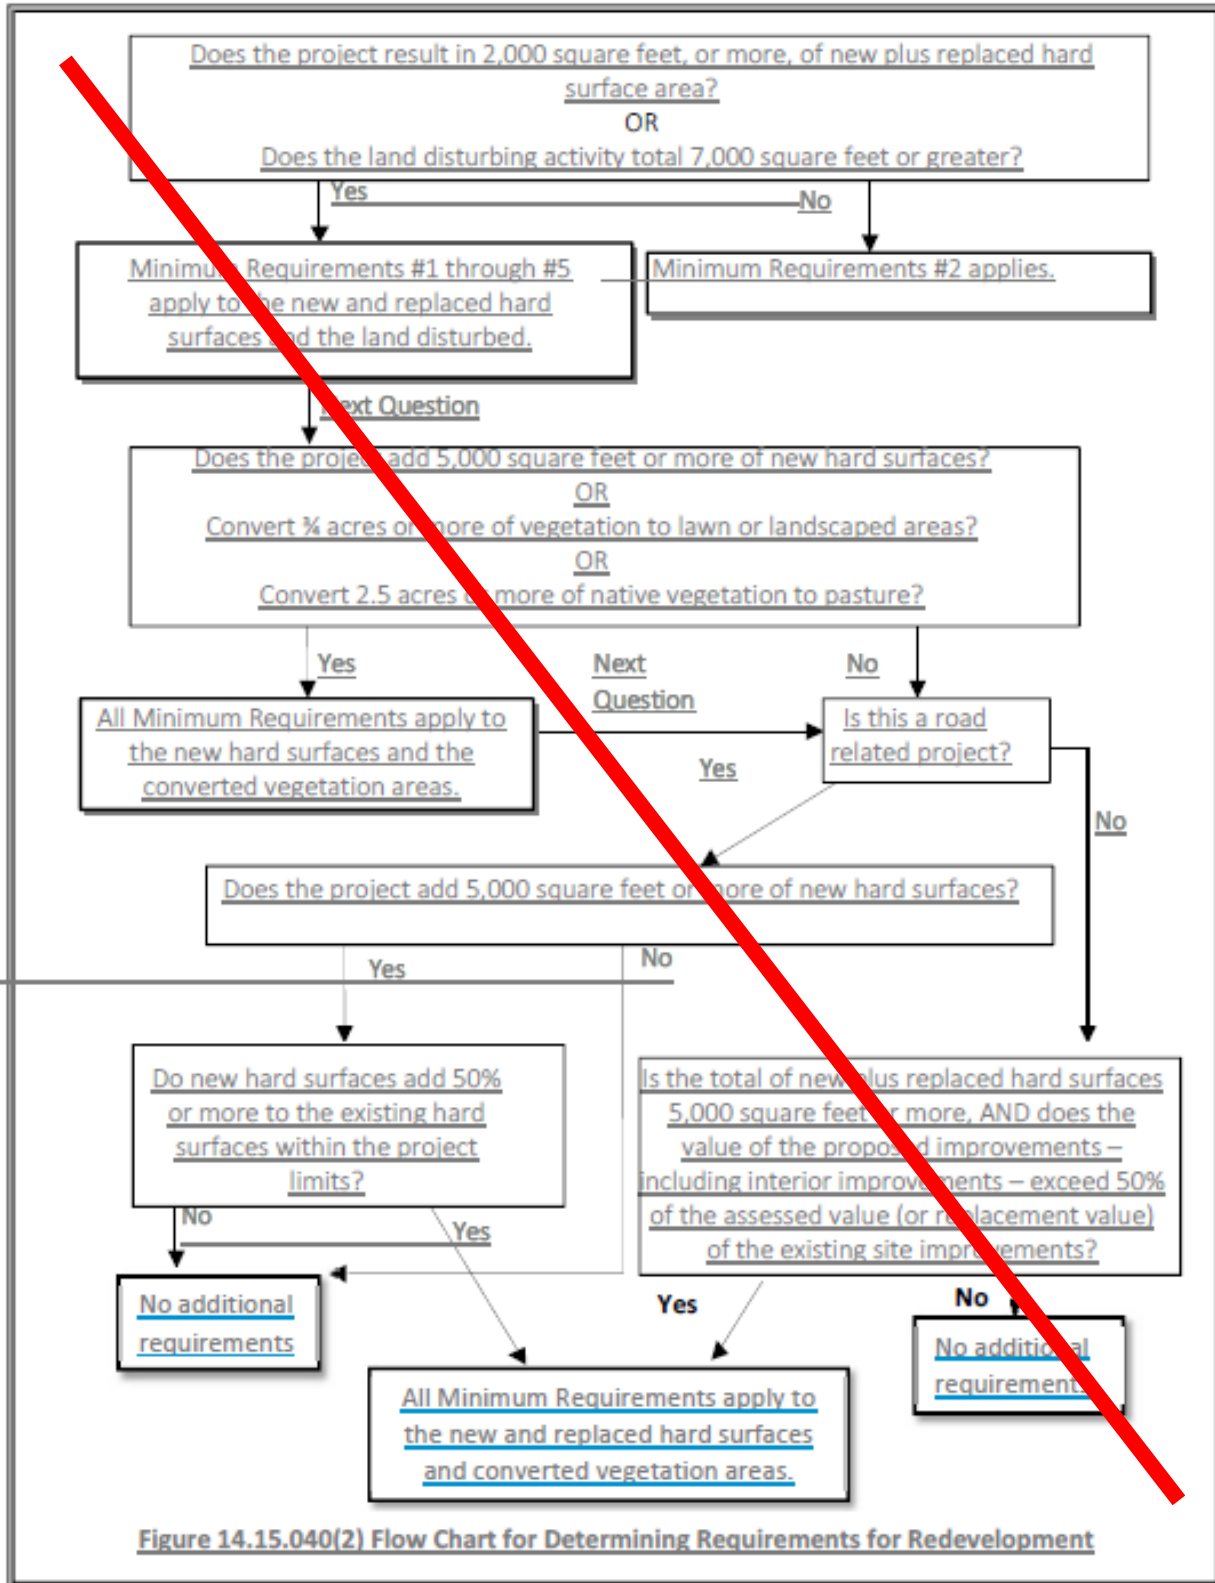 Does the project result in 2,000 square feet, or more, of new plus replaced hard
surface area?
OR
Does the land disturbing activity total 7,000 square feet or greater?
Yes
No
Minimum Requirements #1 through #5
apply to the new and replaced hard
surfaces and the land disturbed.
Minimum Requirements #2 applies.
Next Question
Does the project add 5,000 square feet or more of new hard surfaces?
OR
Convert ¾ acres or more of vegetation to lawn or landscaped areas?
OR
Convert 2.5 acres or more of native vegetation to pasture?
Yes
Next
Question
No
All Minimum Requirements apply to
the new hard surfaces and the
converted vegetation areas.
Is this a road
related project?
Yes
No
Does the project add 5,000 square feet or more of new hard surfaces?
Yes
No
Do new hard surfaces add 50%
or more to the existing hard
surfaces within the project
limits?
Is the total of new plus replaced hard surfaces
5,000 square feet or more, AND does the
value of the proposed improvements –
including interior improvements – exceed 50%
of the assessed value (or replacement value)
of the existing site improvements?
No
Yes
Yes
No
No additional
requirements
No additional
requirements
All Minimum Requirements apply to
the new and replaced hard surfaces
and converted vegetation areas.
Figure 14.15.040(2) Flow Chart for Determining Requirements for Redevelopment